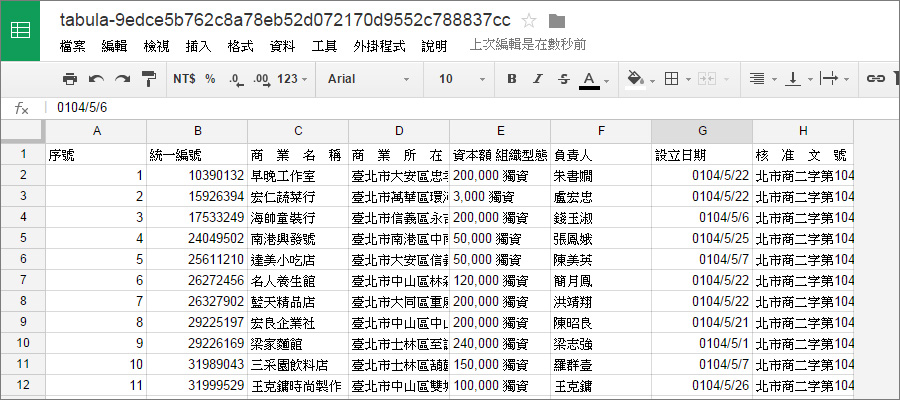 tabula-9edce5b762c8a78eb52d072170d9552c788837cc
檔案 編輯 檢視 插入 格式 資料 工具 外掛程式 說明 上次編輯是在數秒前
NT$ % .0 .00 123 Arial 10 B I S A
fx 0104/5/6
A B C D E F G H
1 序號 統一編號 商 業 名 稱 商 業 所 在 資本額 組織型態 負責人 設立日期 核 准 文 號
2 1 10390132 早晚工作室 臺北市大安區忠孝 200,000 獨資 朱書嫺 0104/5/22 北市商二字第104
3 2 15926394 宏仁蔬菜行 臺北市萬華區環河 3,000 獨資 盧宏忠 0104/5/22 北市商二字第104
4 3 17533249 海帥童裝行 臺北市信義區永吉 200,000 獨資 錢玉淑 0104/5/6 北市商二字第104
5 4 24049502 南港興發號 臺北市南港區中南 50,000 獨資 張鳳娥 0104/5/25 北市商二字第104
6 5 25611210 達美小吃店 臺北市大安區信義 50,000 獨資 陳美英 0104/5/7 北市商二字第104
7 6 26272456 名人養生館 臺北市中山區林森 120,000 獨資 簡月鳳 0104/5/22 北市商二字第104
8 7 26327902 藍天精品店 臺北市大同區重慶 200,000 獨資 洪靖翔 0104/5/22 北市商二字第104
9 8 29225197 宏良企業社 臺北市中山區中山 200,000 獨資 陳昭良 0104/5/21 北市商二字第104
10 9 29226169 梁家麵館 臺北市士林區至誠 240,000 獨資 梁志強 0104/5/1 北市商二字第104
11 10 31989043 三采園飲料店 臺北市士林區葫蘆 150,000 獨資 羅群壹 0104/5/7 北市商二字第104
12 11 31999529 王克鏞時尚製作 臺北市中山區雙城 100,000 獨資 王克鏞 0104/5/26 北市商二字第104